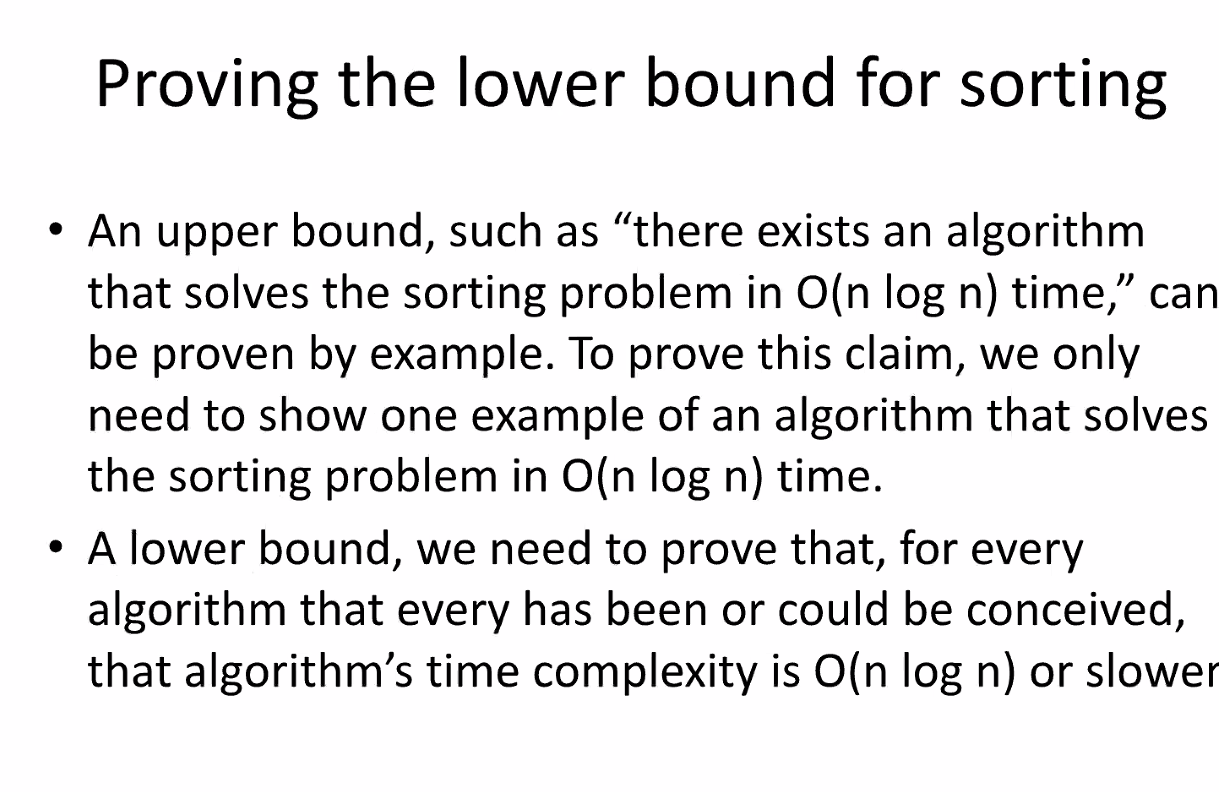 Proving the lower bound for sorting
• An upper bound, such as “there exists an algorithm
that solves the sorting problem in O(n log n) time,” can
be proven by example. To prove this claim, we only
need to show one example of an algorithm that solves
the sorting problem in O(n log n) time.
• A lower bound, we need to prove that, for every
algorithm that every has been or could be conceived,
that algorithm’s time complexity is O(n log n) or slower